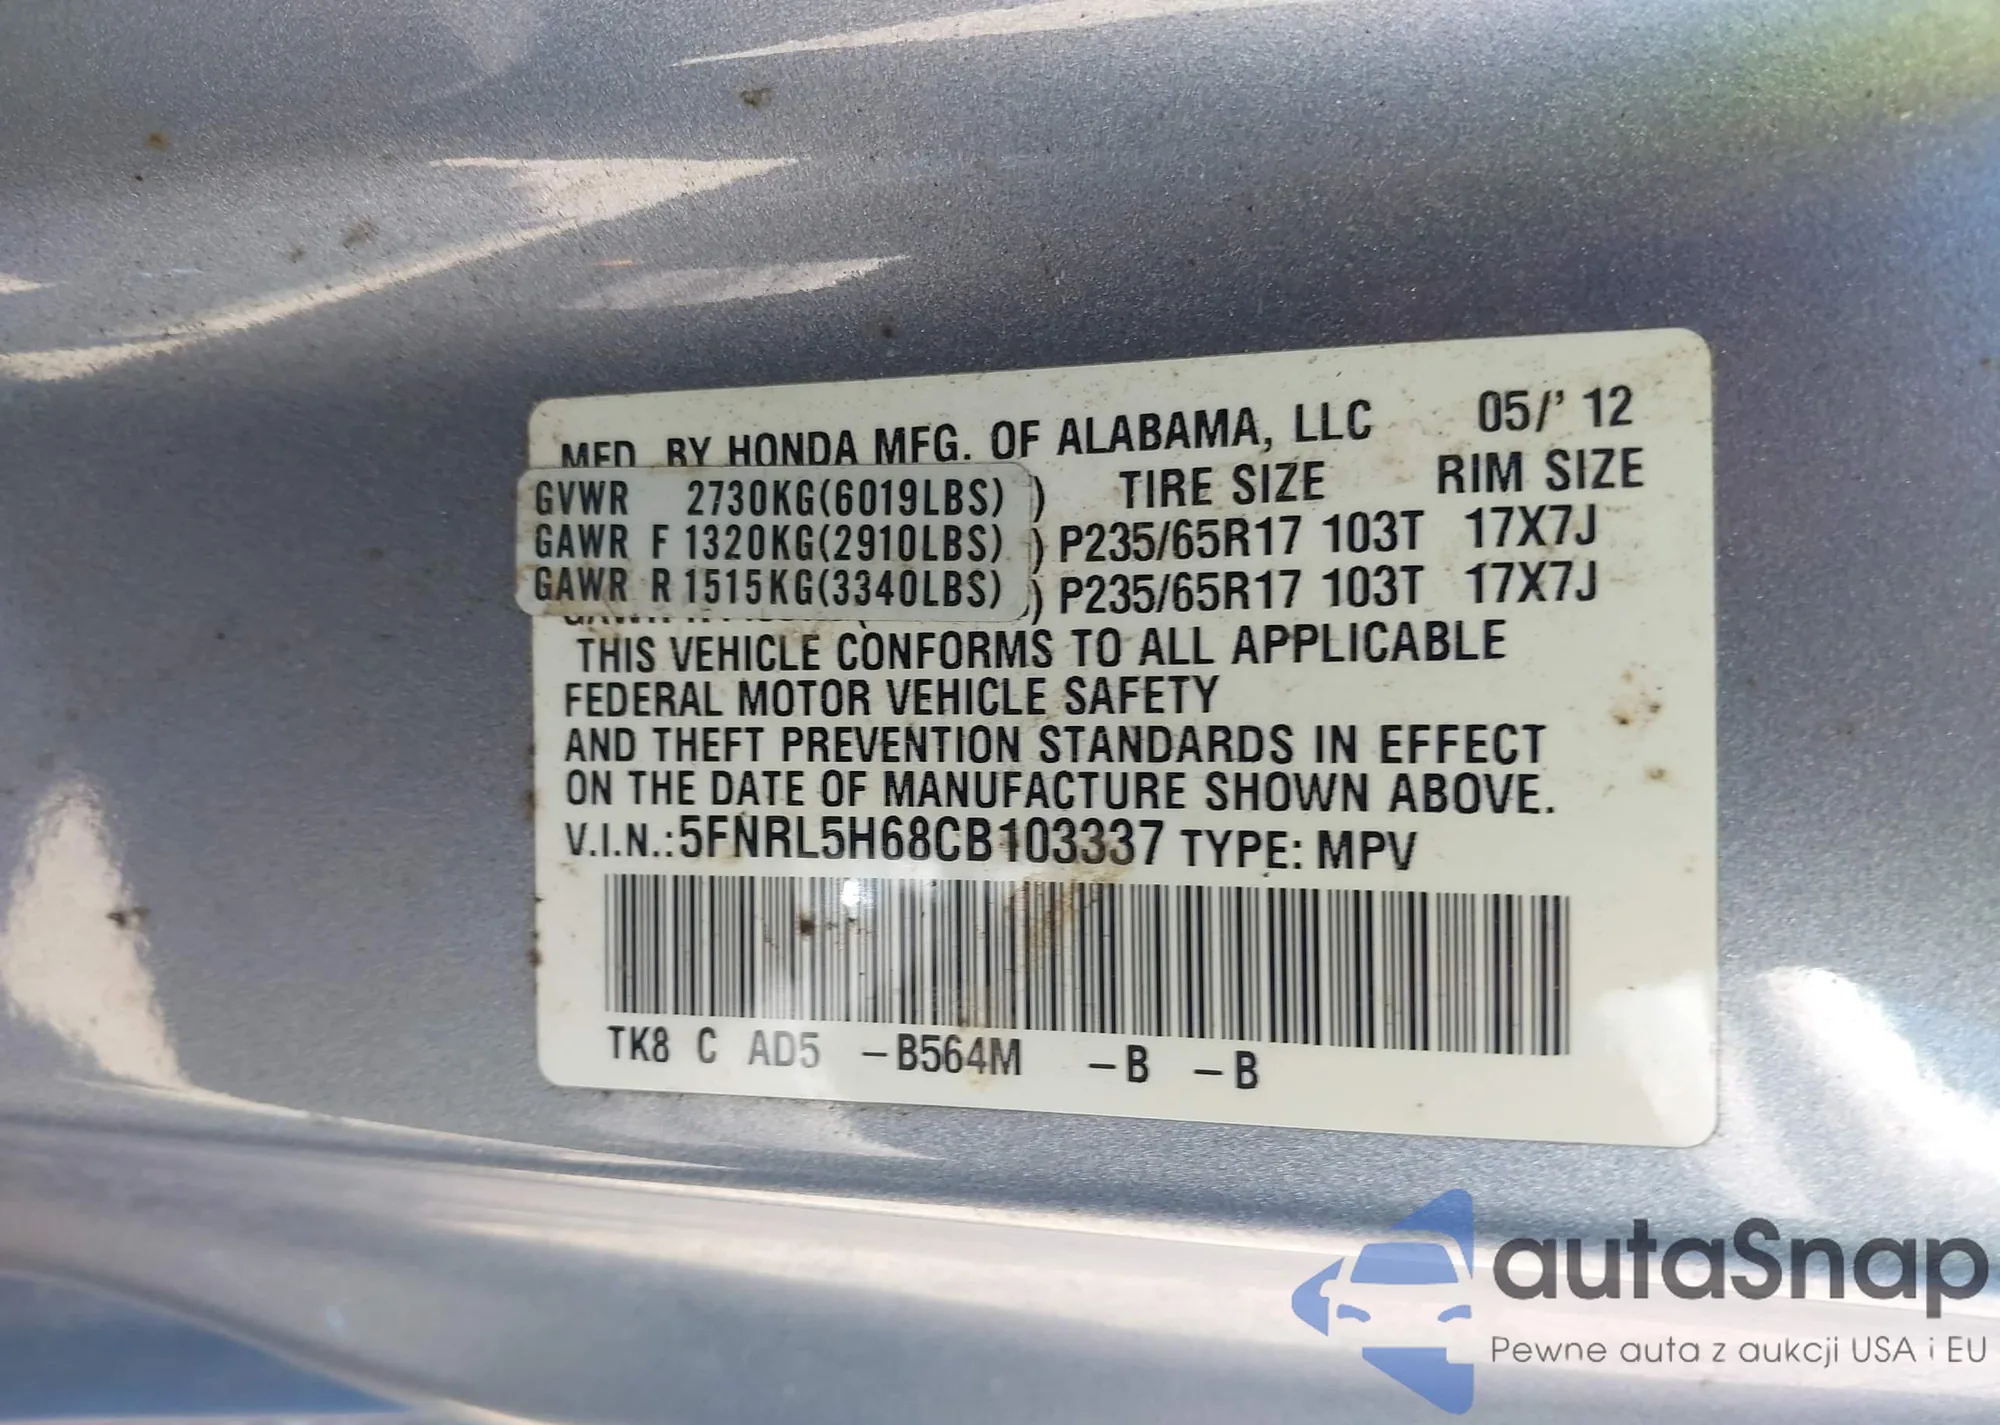 MFD. BY HONDA MFG. OF ALABAMA, LLC 05/' 12
GVWR 2730KG(6019LBS) ) TIRE SIZE RIM SIZE
GAWR F 1320KG(2910LBS) ) P235/65R17 103T 17X7J
GAWR R 1515KG(3340LBS) ) P235/65R17 103T 17X7J
THIS VEHICLE CONFORMS TO ALL APPLICABLE
FEDERAL MOTOR VEHICLE SAFETY
AND THEFT PREVENTION STANDARDS IN EFFECT
ON THE DATE OF MANUFACTURE SHOWN ABOVE.
V.I.N.:5FNRL5H68CB103337 TYPE: MPV
TK8 C AD5 –B564M –B –B
autaSnap
Pewne auta z aukcji USA i EU